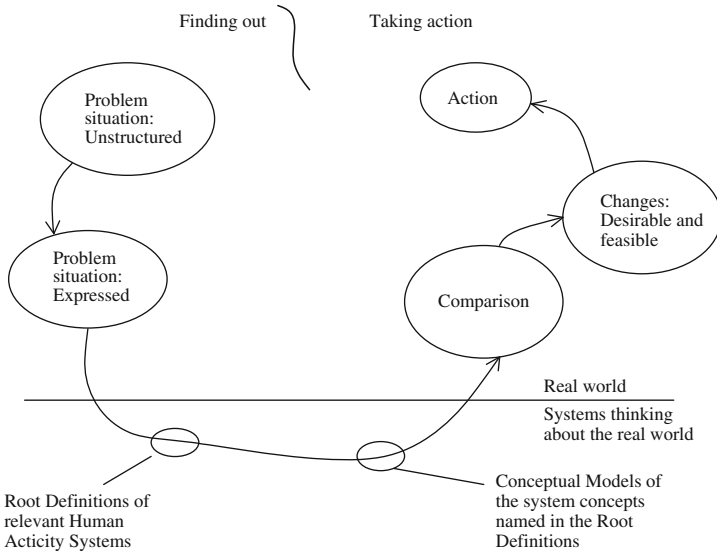 Finding out
Taking action
Problem
situation:
Unstructured
Action
Changes:
Desirable and
feasible
Problem
situation:
Expressed
Comparison
Real world
Systems thinking
about the real world
Root Definitions of
relevant Human
Acticity Systems
Conceptual Models of
the system concepts
named in the Root
Definitions